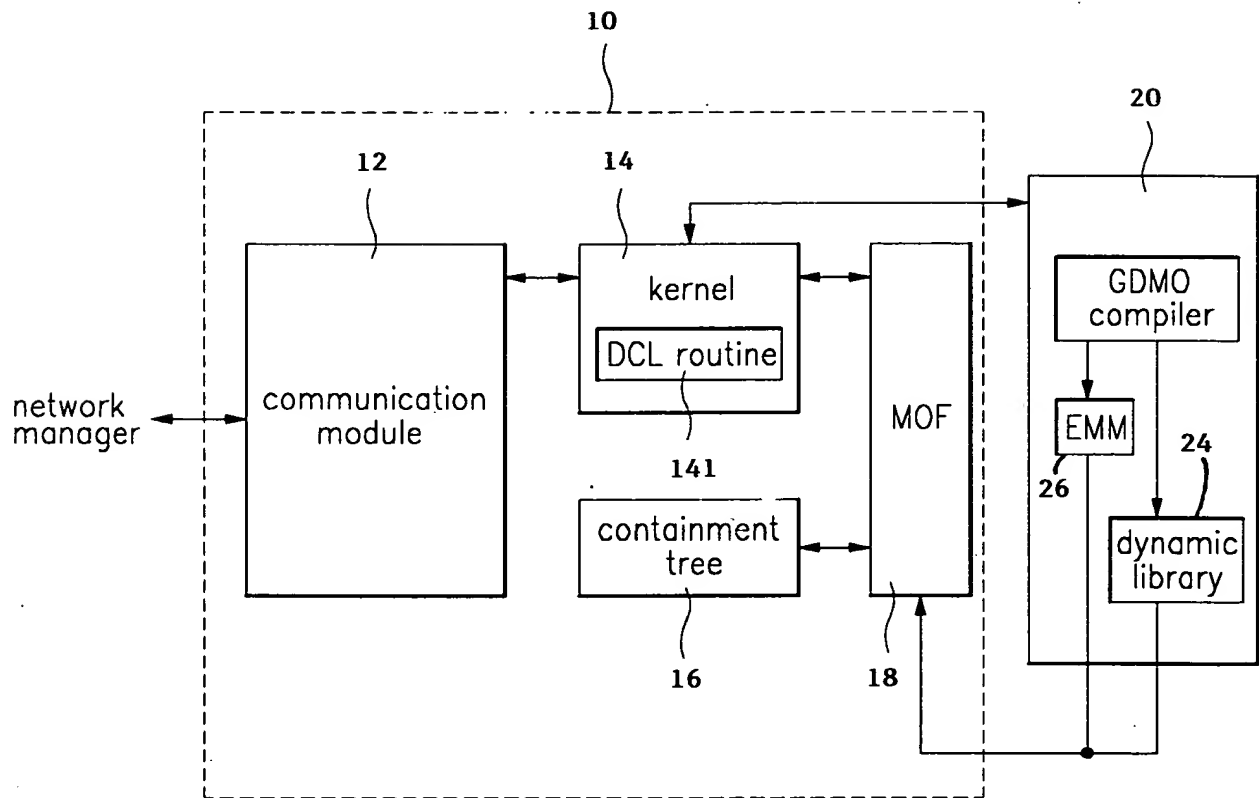 10
20
12
14
kernel
GDMO
compiler
DCL routine
network
manager
communication
module
MOF
EMM
141
24
26
containment
tree
dynamic
library
16
18